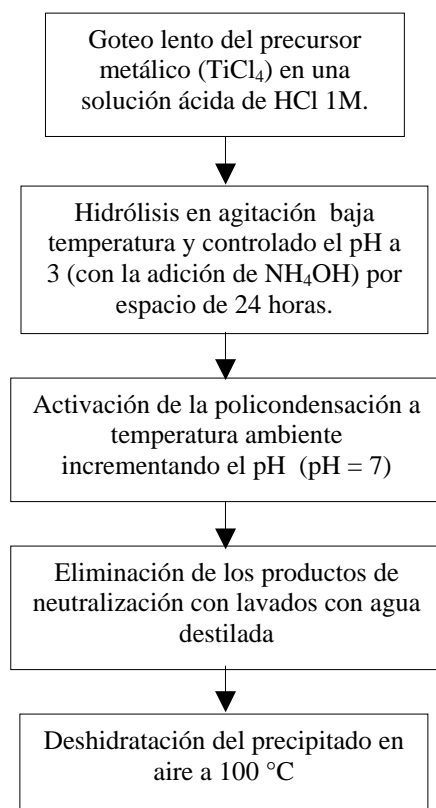 Goteo lento del precursor
metálico (TiCl₄) en una
solución ácida de HCl 1M.
Hidrólisis en agitación baja
temperatura y controlado el pH a
3 (con la adición de NH₄OH) por
espacio de 24 horas.
Activación de la policondensación a
temperatura ambiente
incrementando el pH (pH = 7)
Eliminación de los productos de
neutralización con lavados con agua
destilada
Deshidratación del precipitado en
aire a 100 °C